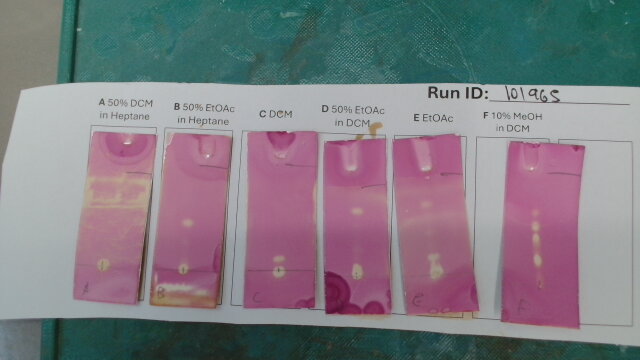 Run ID: 101965
A 50% DCM
in Heptane
B 50% EtOAc
in Heptane
C DCM
D 50% EtOAc
in DCM
E EtOAc
F 10% MeOH
in DCM
A
B
C
E
F